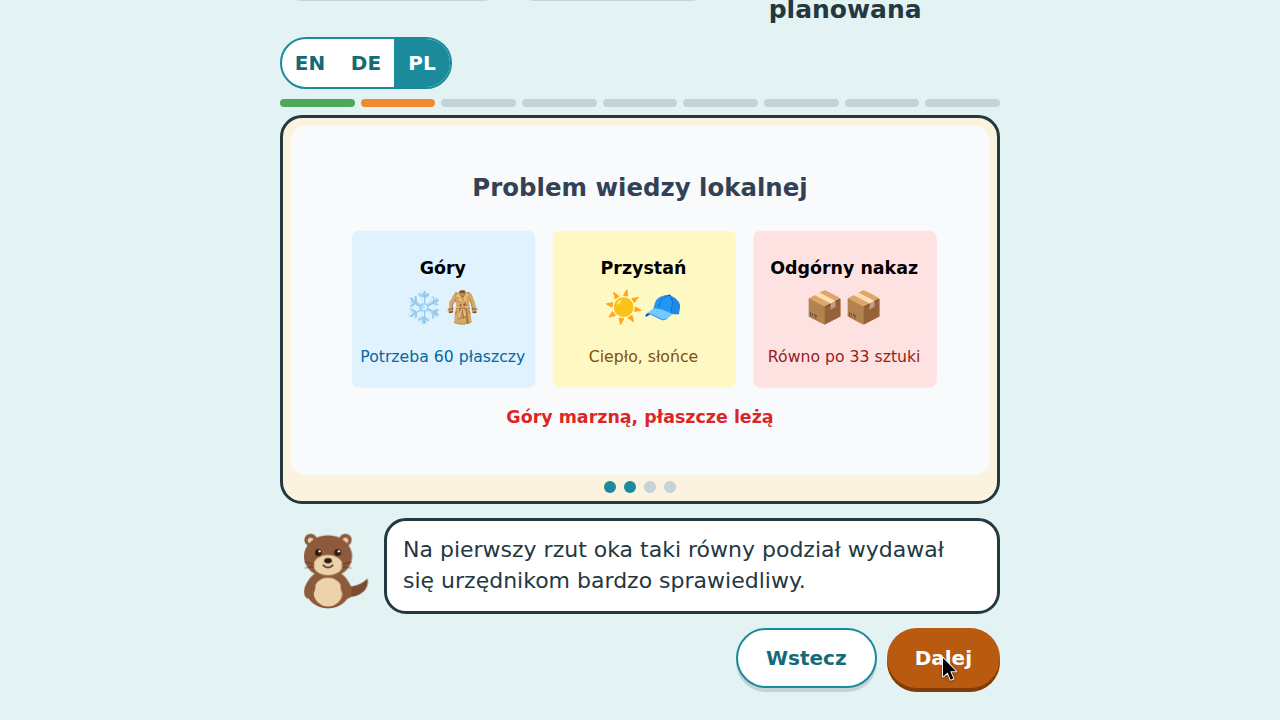 planowana
EN DE PL
Problem wiedzy lokalnej
Góry
Potrzeba 60 płaszczy
Przystań
Ciepło, słońce
Odgórny nakaz
Równo po 33 sztuki
Góry marzną, płaszcze leżą
Na pierwszy rzut oka taki równy podział wydawał
się urzędnikom bardzo sprawiedliwy.
Wstecz
Dalej